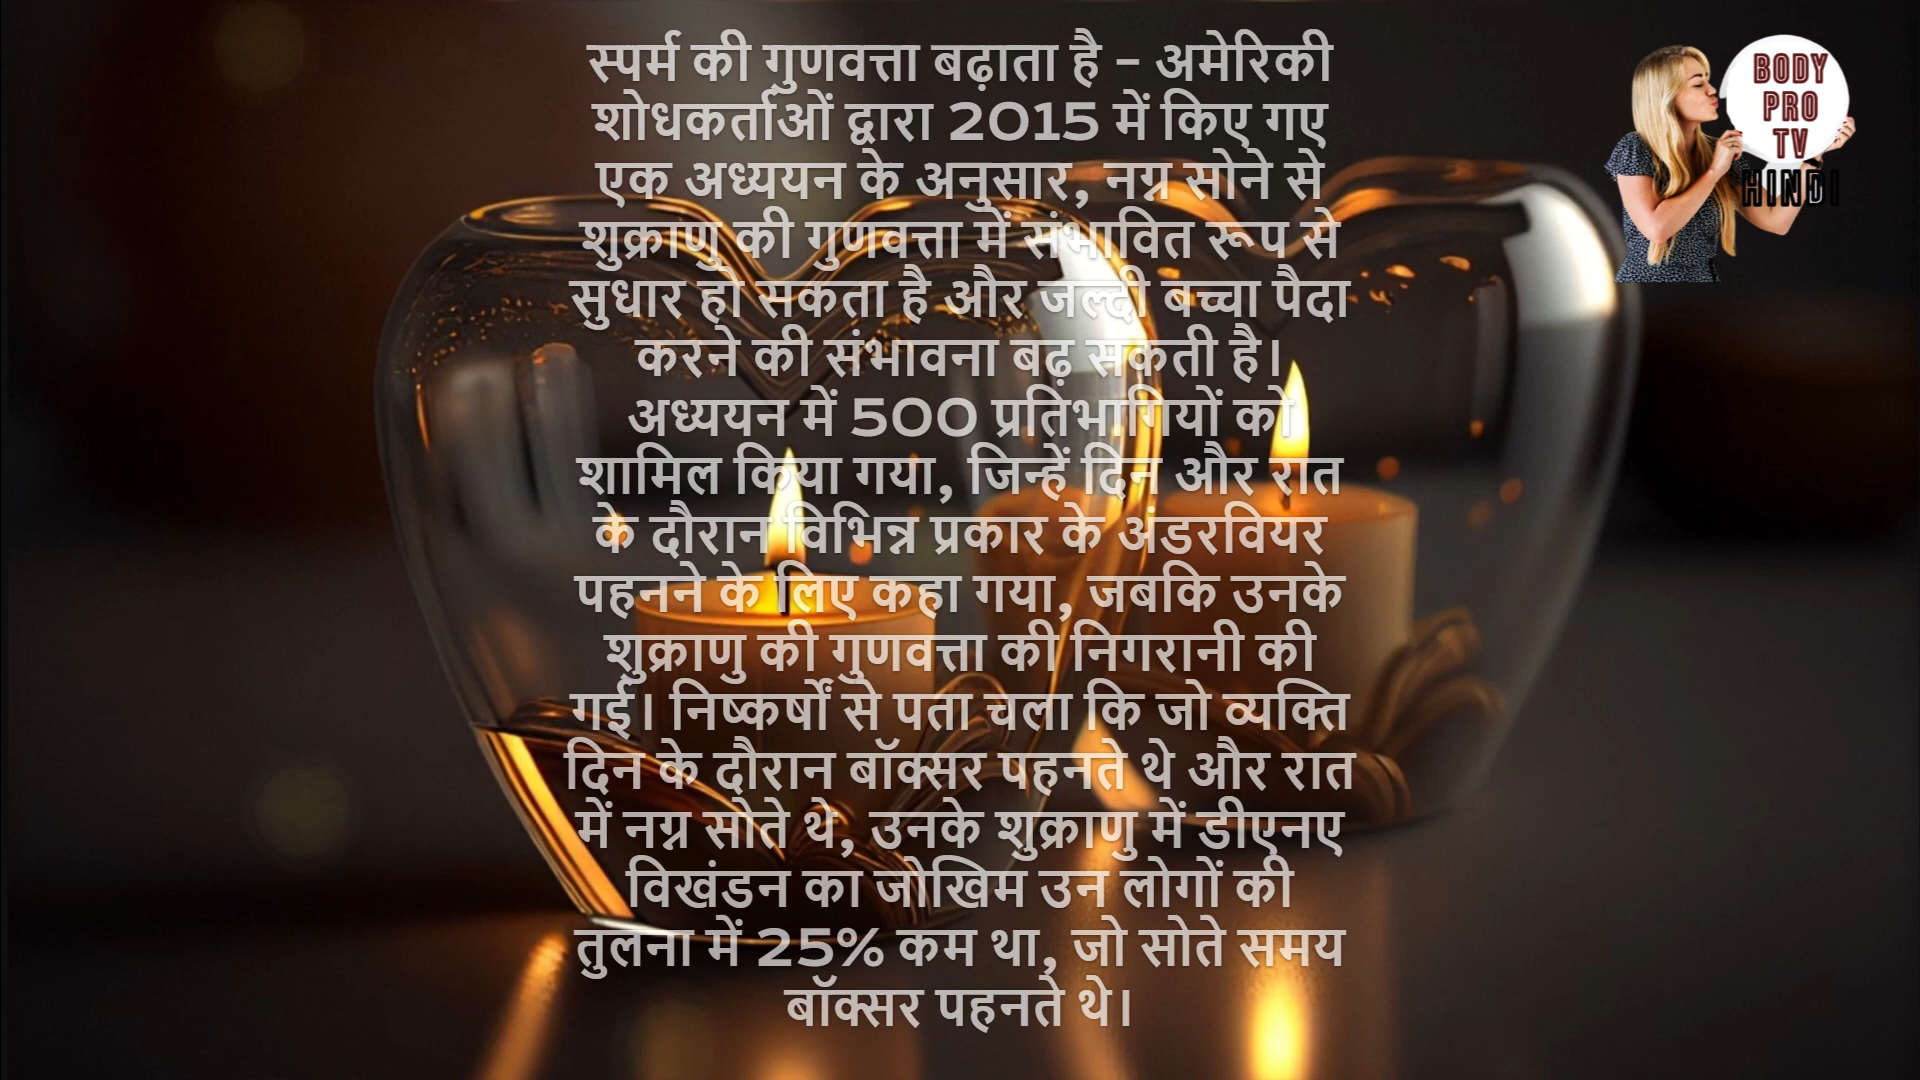 स्पर्म की गुणवत्ता बढ़ाता है - अमेरिकी
शोधकर्ताओं द्वारा 2015 में किए गए
एक अध्ययन के अनुसार, नग्न सोने से
शुक्राणु की गुणवत्ता में संभावित रूप से
सुधार हो सकता है और जल्दी बच्चा पैदा
करने की संभावना बढ़ सकती है।
अध्ययन में 500 प्रतिभागियों को
शामिल किया गया, जिन्हें दिन और रात
के दौरान विभिन्न प्रकार के अंडरवियर
पहनने के लिए कहा गया, जबकि उनके
शुक्राणु की गुणवत्ता की निगरानी की
गई। निष्कर्षों से पता चला कि जो व्यक्ति
दिन के दौरान बॉक्सर पहनते थे और रात
में नग्न सोते थे, उनके शुक्राणु में डीएनए
विखंडन का जोखिम उन लोगों की
तुलना में 25% कम था, जो सोते समय
बॉक्सर पहनते थे।
BODY
PRO
TV
HINDI